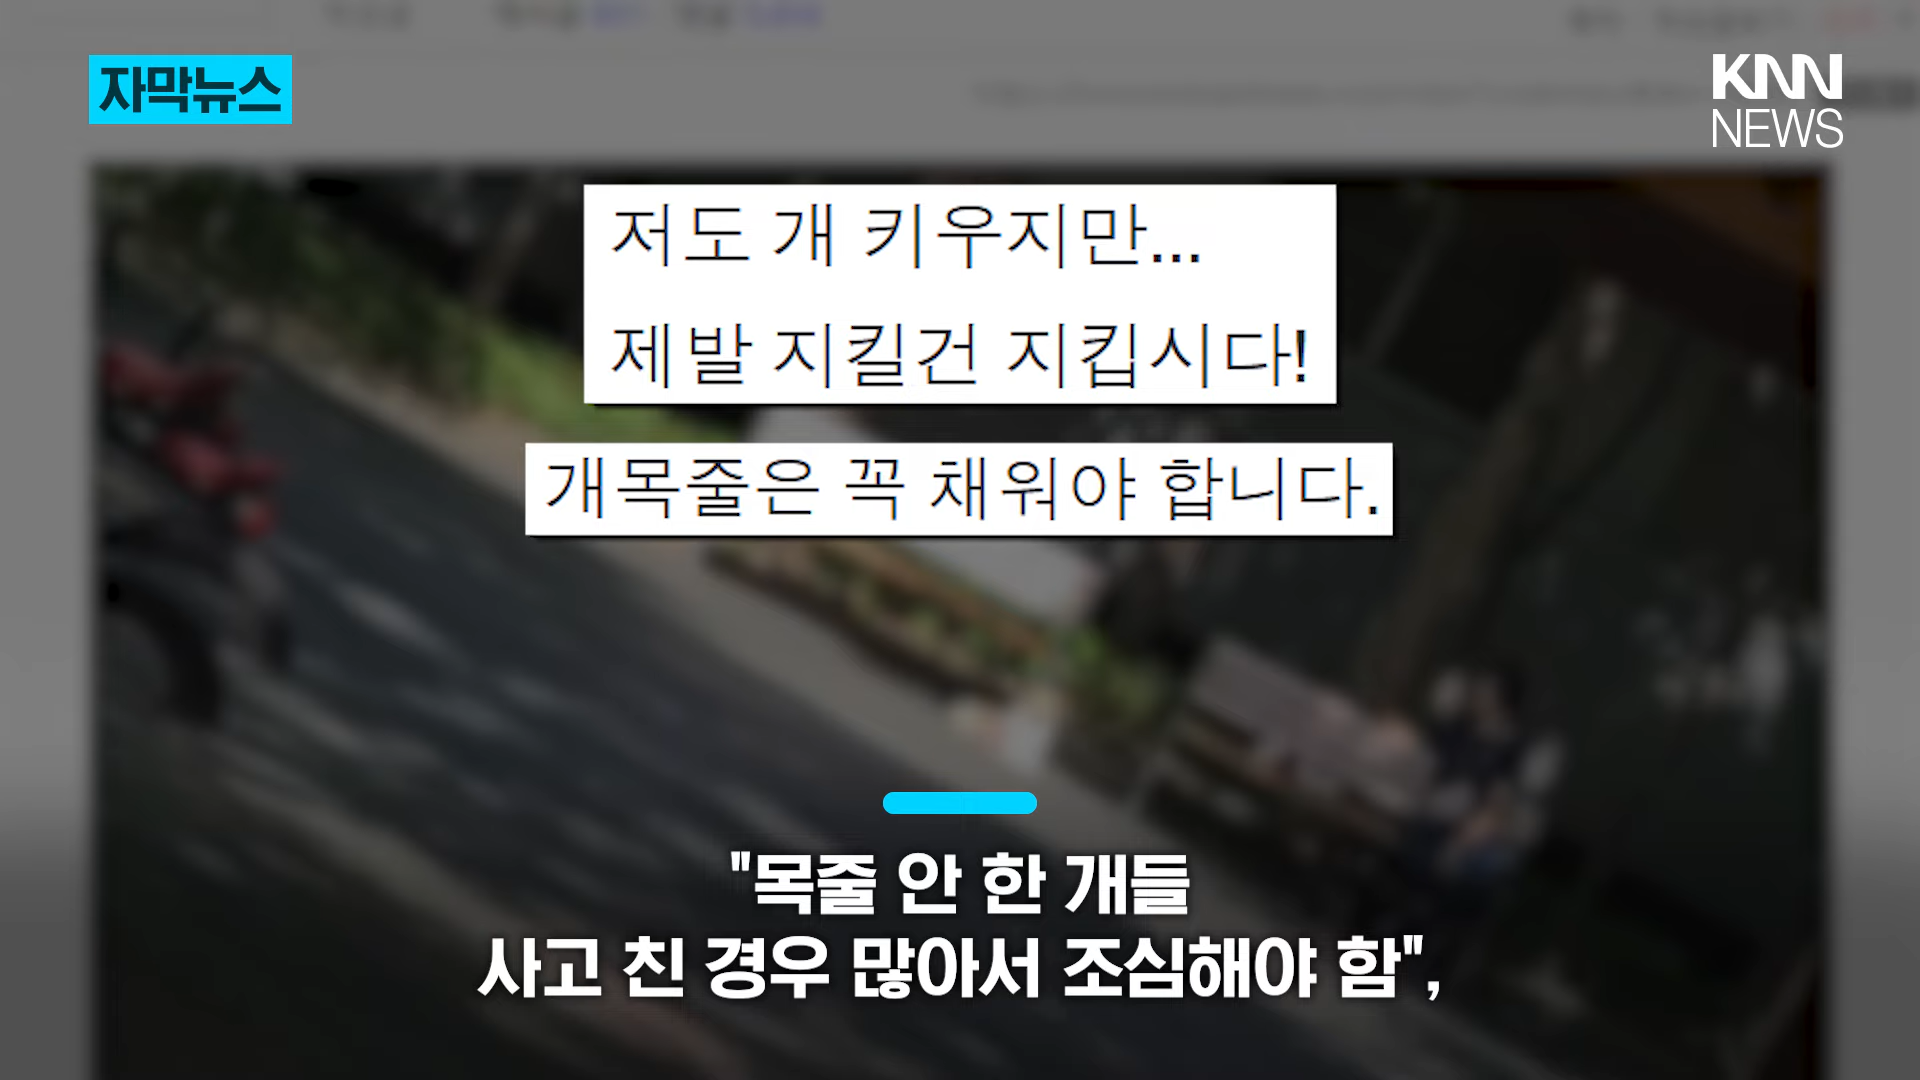 자막뉴스
KNN
NEWS
저도 개 키우지만...
제발 지킬건 지킵시다!
개목줄은 꼭 채워야 합니다.
"목줄 안 한 개들
사고 친 경우 많아서 조심해야 함",